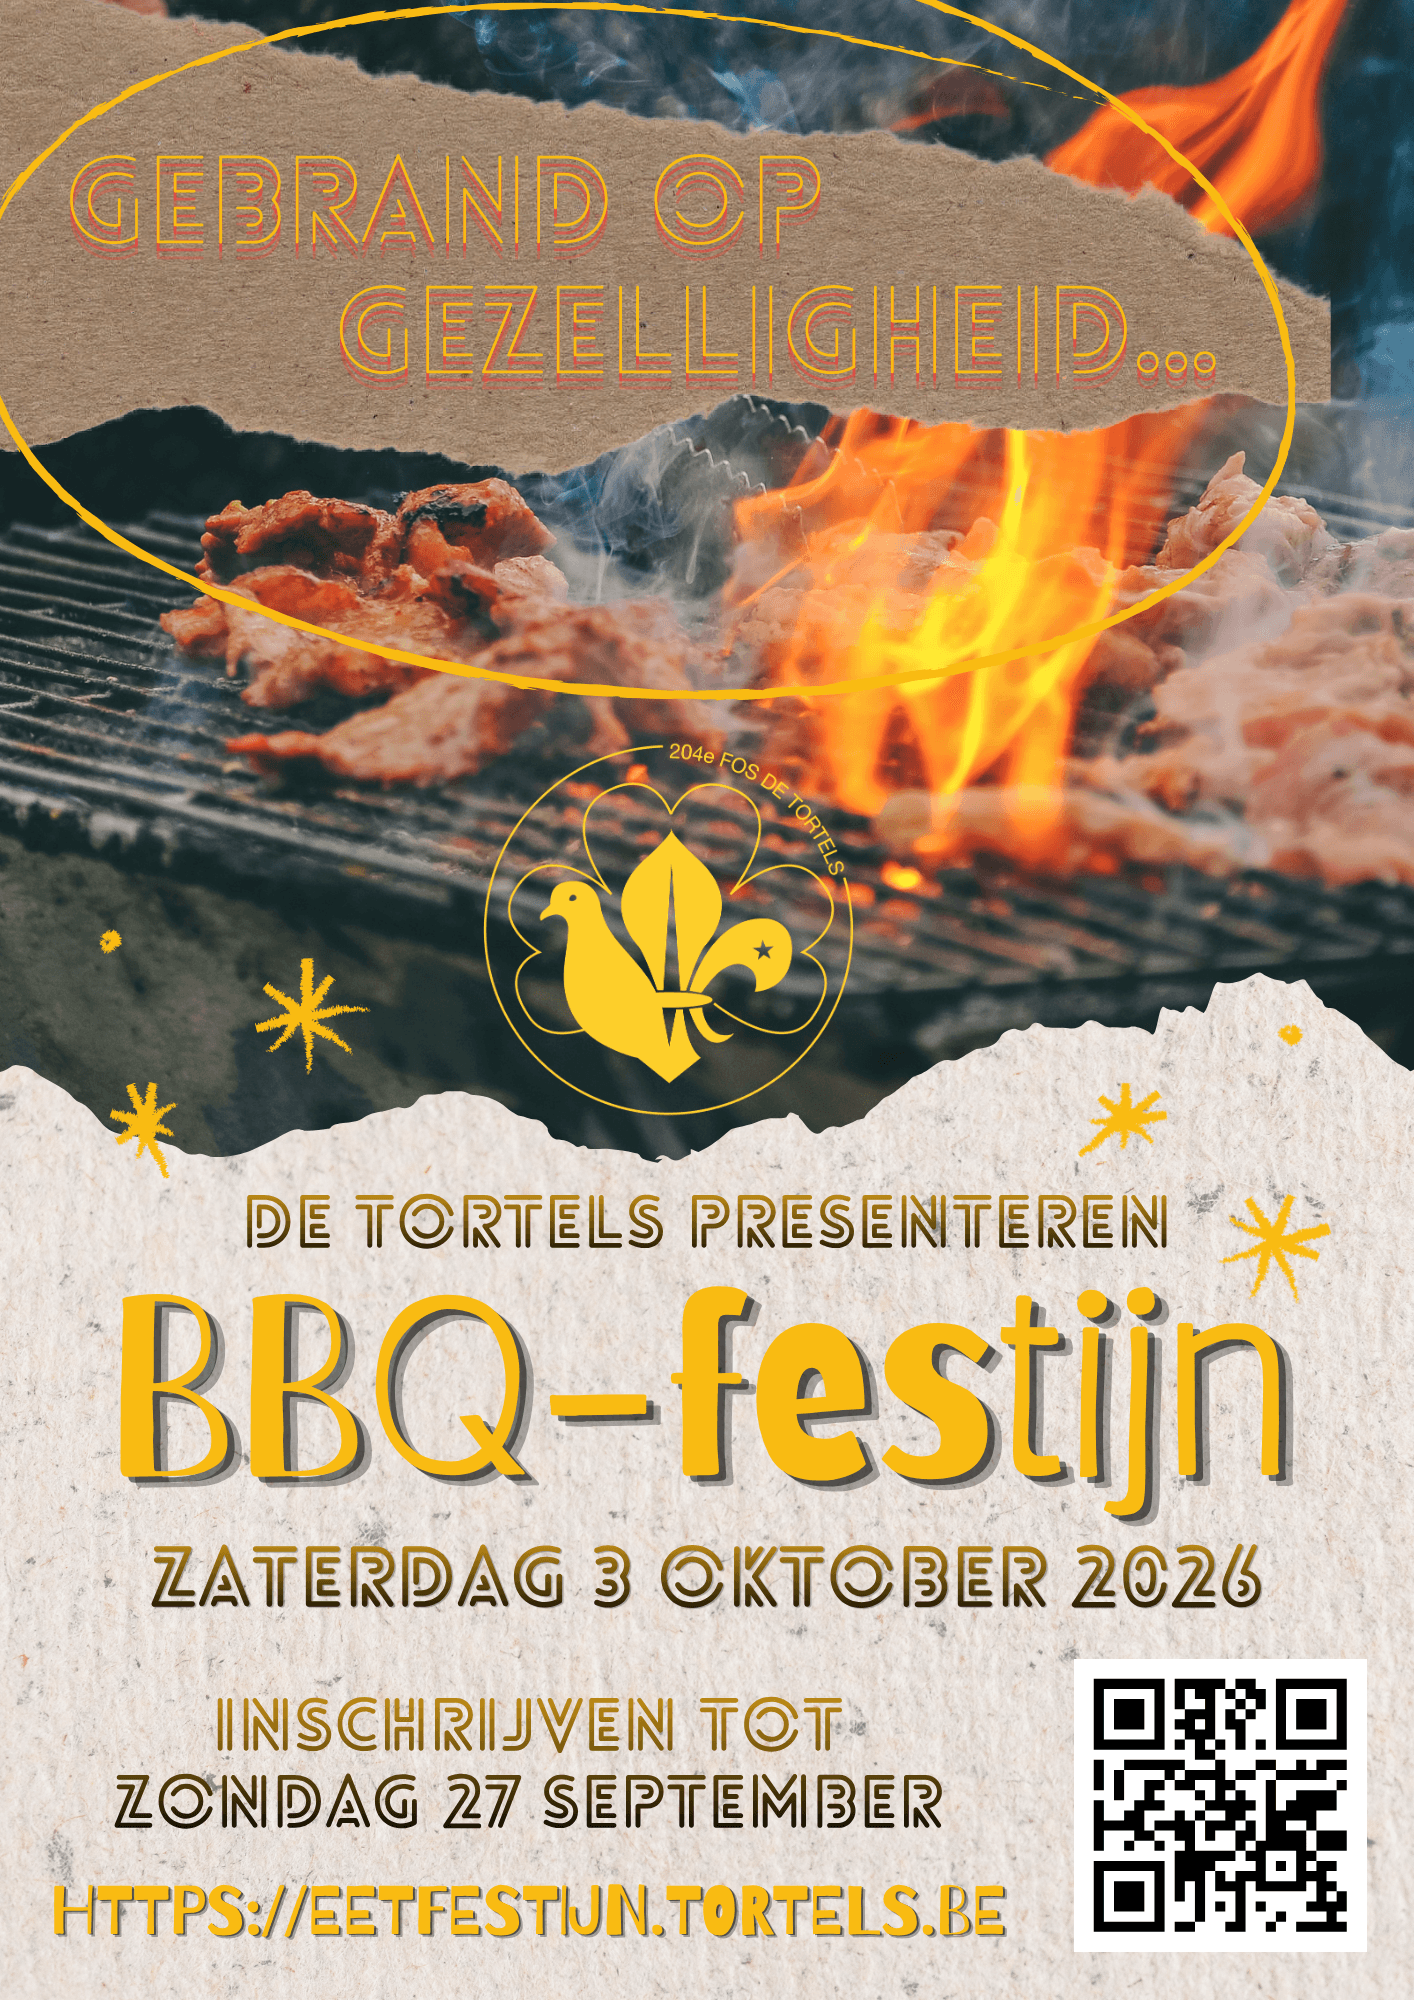 GEBRAND OP
GEZELLIGHEID...
204e FOS DE TORTELS
DE TORTELS PRESENTEREN
BBQ-festijn
ZATERDAG 3 OKTOBER 2026
INSCHRIJVEN TOT
ZONDAG 27 SEPTEMBER
HTTPS://EETFESTIJN.TORTELS.BE